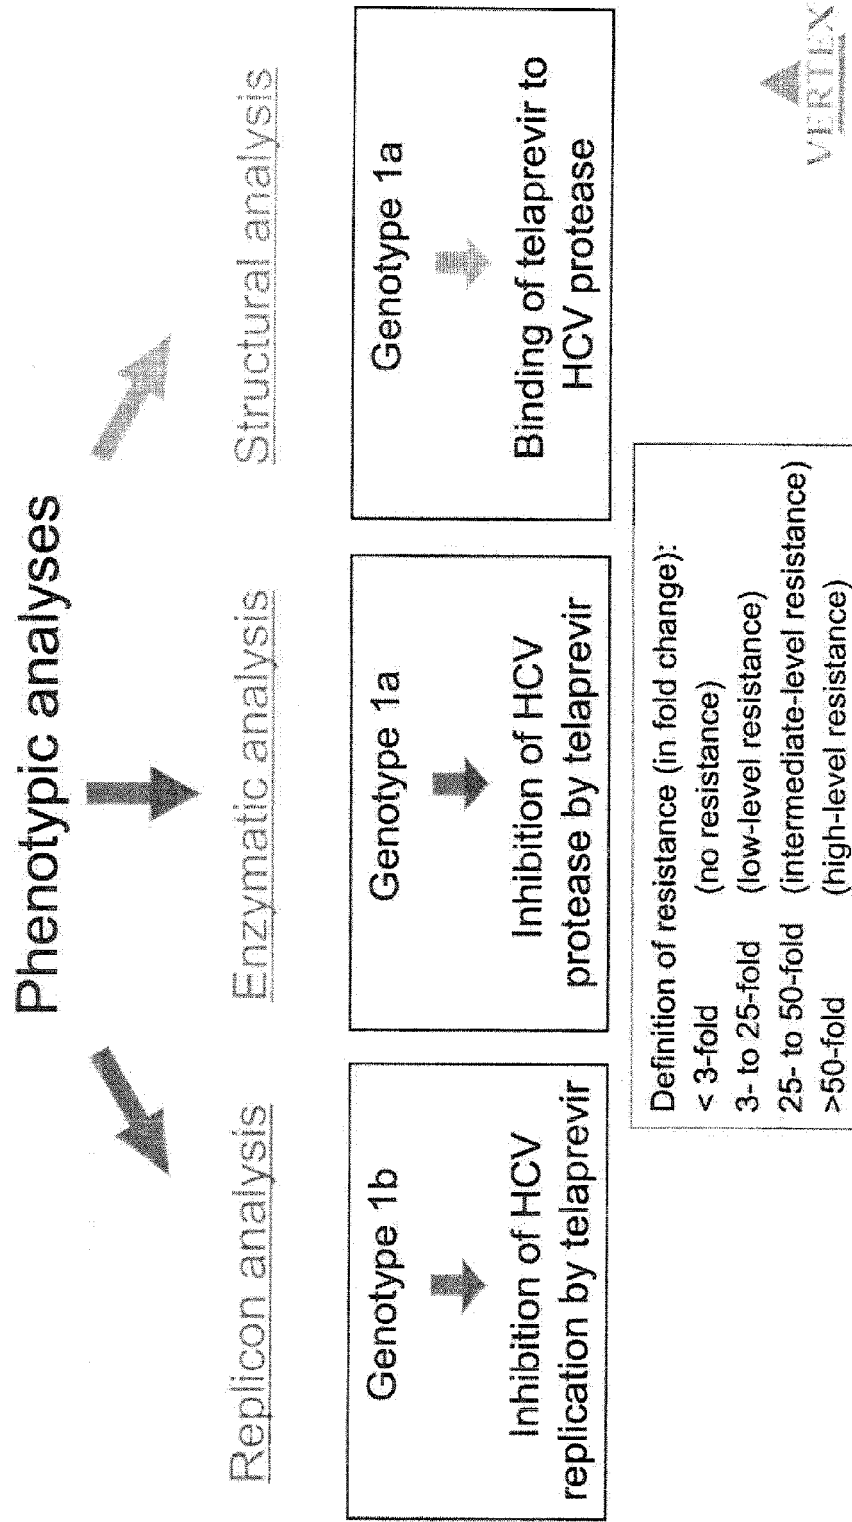 Phenotypic analyses
Replicon analysis
Enzymatic analysis
Structural analysis
Genotype 1b
Inhibition of HCV
replication by telaprevir
Genotype 1a
Inhibition of HCV
protease by telaprevir
Genotype 1a
Binding of telaprevir to
HCV protease
Definition of resistance (in fold change):
< 3-fold (no resistance)
3- to 25-fold (low-level resistance)
25- to 50-fold (intermediate-level resistance)
>50-fold (high-level resistance)
VERTEX